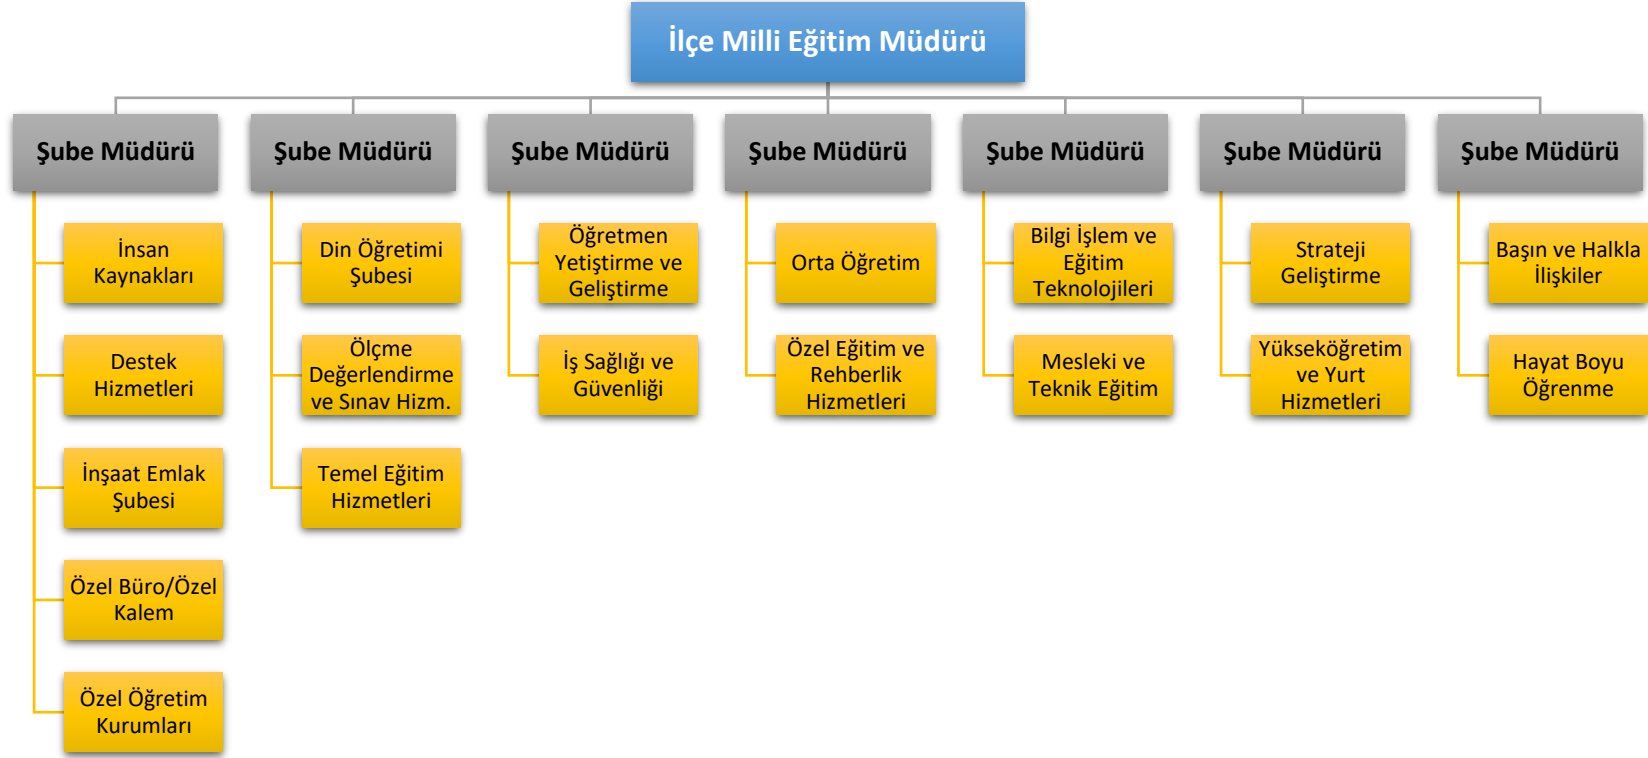 İlçe Milli Eğitim Müdürü
Şube Müdürü
İnsan
Kaynakları
Destek
Hizmetleri
İnşaat Emlak
Şubesi
Özel Büro/Özel
Kalem
Özel Öğretim
Kurumları
Şube Müdürü
Din Öğretimi
Şubesi
Ölçme
Değerlendirme
ve Sınav Hizm.
Temel Eğitim
Hizmetleri
Şube Müdürü
Öğretmen
Yetiştirme ve
Geliştirme
İş Sağlığı ve
Güvenliği
Şube Müdürü
Orta Öğretim
Özel Eğitim ve
Rehberlik
Hizmetleri
Şube Müdürü
Bilgi İşlem ve
Eğitim
Teknolojileri
Mesleki ve
Teknik Eğitim
Şube Müdürü
Strateji
Geliştirme
Yükseköğretim
ve Yurt
Hizmetleri
Şube Müdürü
Başın ve Halkla
İlişkiler
Hayat Boyu
Öğrenme